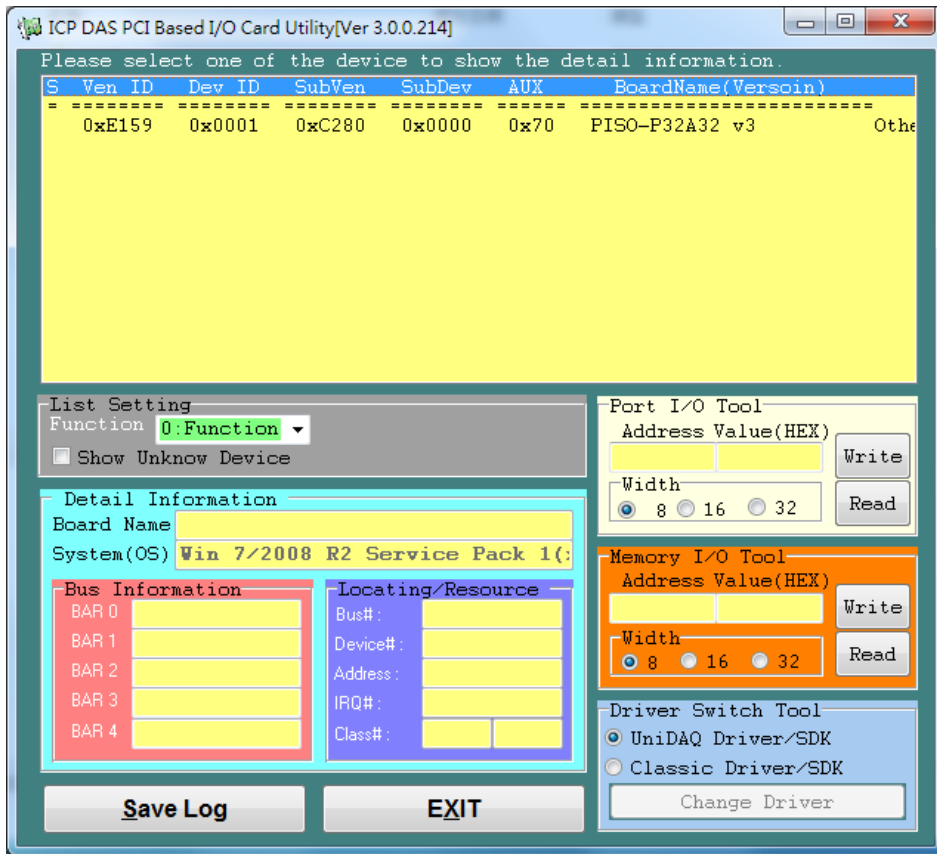 ICP DAS PCI Based I/O Card Utility[Ver 3.0.0.214]
Please select one of the device to show the detail information.
S Ven ID Dev ID SubVen SubDev AUX BoardName(Versoin)
= ======== ======== ======== ======== ====== =========================
0xE159 0x0001 0xC280 0x0000 0x70 PISO-P32A32 v3 Othe
List Setting
Function 0:Function
Show Unknow Device
Detail Information
Board Name
System(OS) Win 7/2008 R2 Service Pack 1(:
Bus Information
BAR 0
BAR 1
BAR 2
BAR 3
BAR 4
Locating/Resource
Bus# :
Device# :
Address :
IRQ# :
Class# :
Save Log
EXIT
Port I/O Tool
Address Value(HEX)
Write
Width
8 16 32
Read
Memory I/O Tool
Address Value(HEX)
Write
Width
8 16 32
Read
Driver Switch Tool
UniDAQ Driver/SDK
Classic Driver/SDK
Change Driver